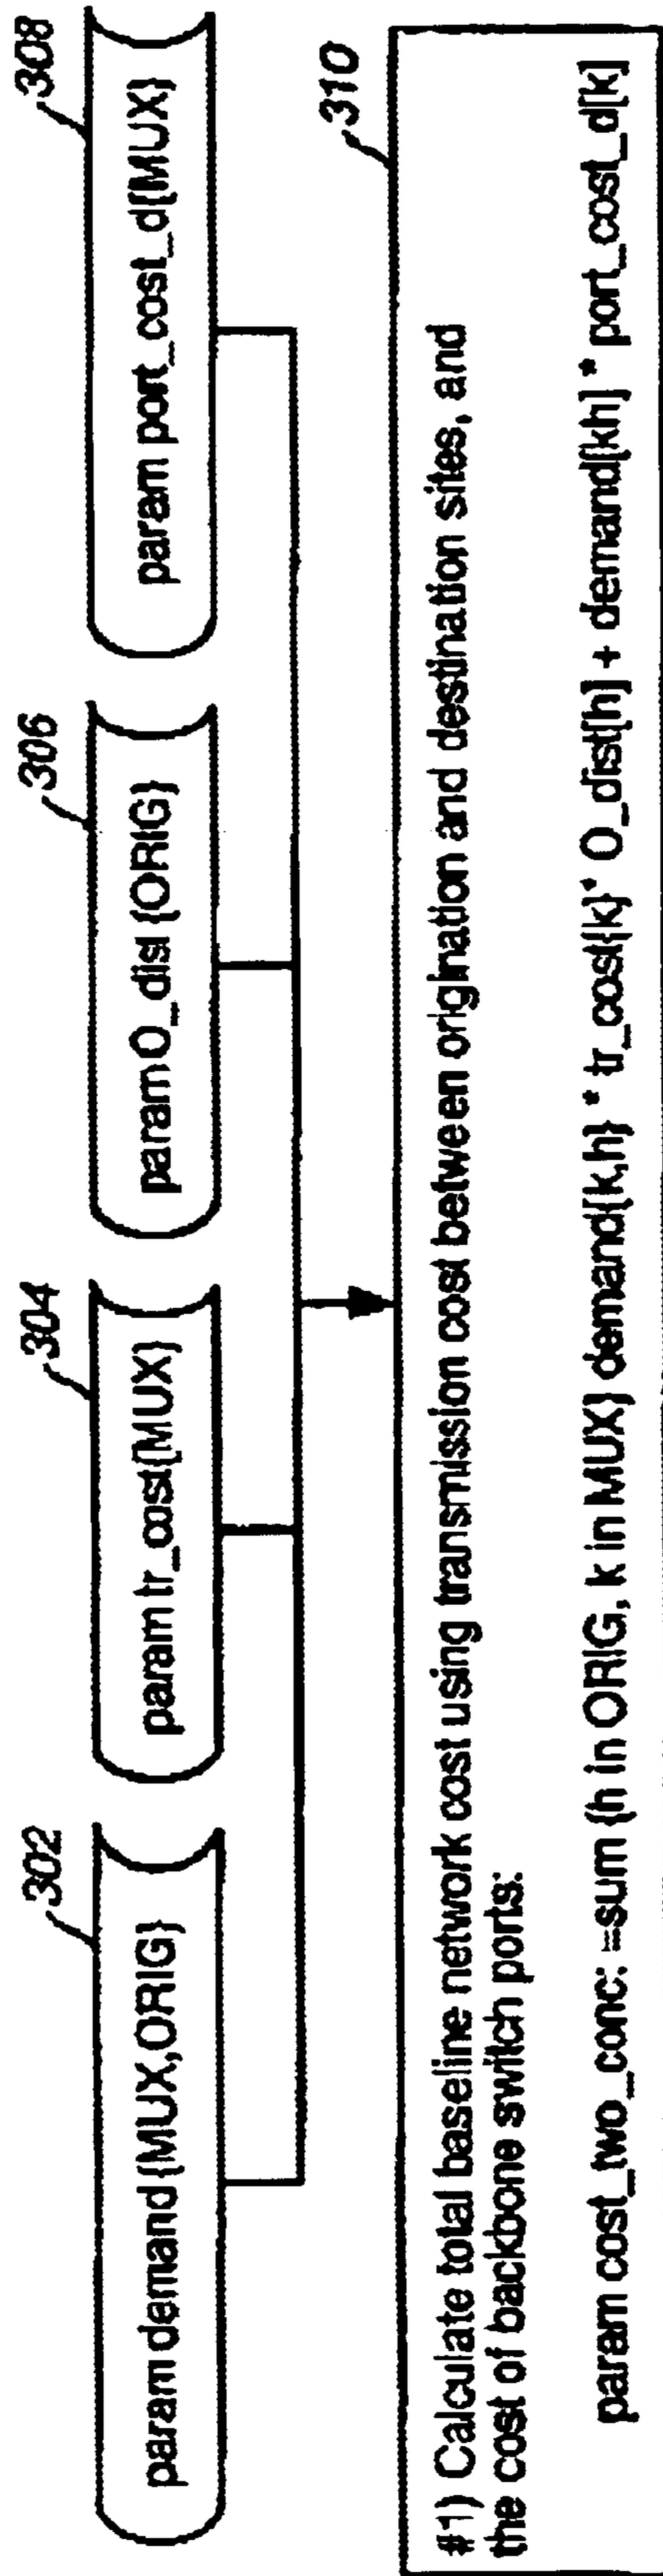 302
param demand {MUX,ORIG}
304
param tr_cost{MUX}
306
param O_dist {ORIG}
308
param port_cost_d{MUX}
310
#1) Calculate total baseline network cost using transmission cost between origination and destination sites, and
the cost of backbone switch ports:
param cost_two_conc: =sum {h in ORIG, k in MUX} demand{k,h} * tr_cost{k}* O_dist[h] + demand[kh] * port_cost_d[k]